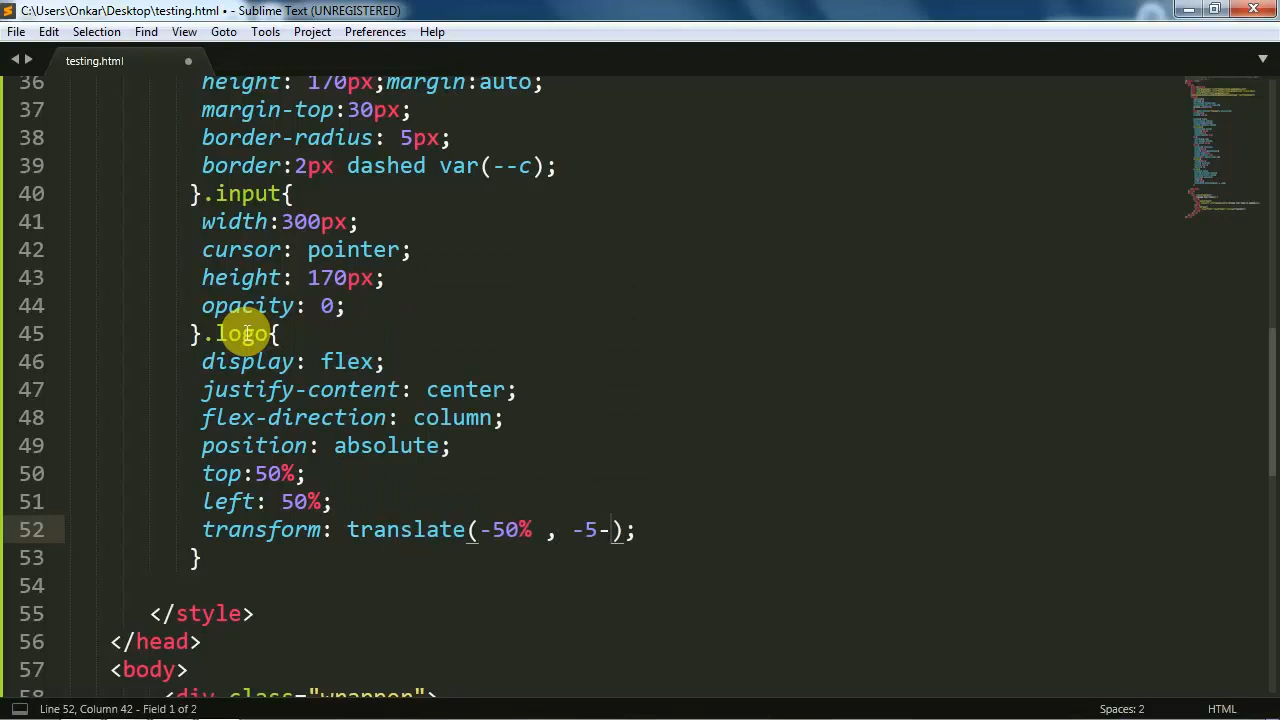 C:\Users\Onkar\Desktop\testing.html • - Sublime Text (UNREGISTERED)
File Edit Selection Find View Goto Tools Project Preferences Help
testing.html
36 height: 170px;margin:auto;
37 margin-top:30px;
38 border-radius: 5px;
39 border:2px dashed var(--c);
40 }.input{
41 width:300px;
42 cursor: pointer;
43 height: 170px;
44 opacity: 0;
45 }.logo{
46 display: flex;
47 justify-content: center;
48 flex-direction: column;
49 position: absolute;
50 top:50%;
51 left: 50%;
52 transform: translate(-50% , -5-);
53 }
54
55 </style>
56 </head>
57 <body>
58 <div class="wrapper">
Line 52, Column 42 - Field 1 of 2 Spaces: 2 HTML